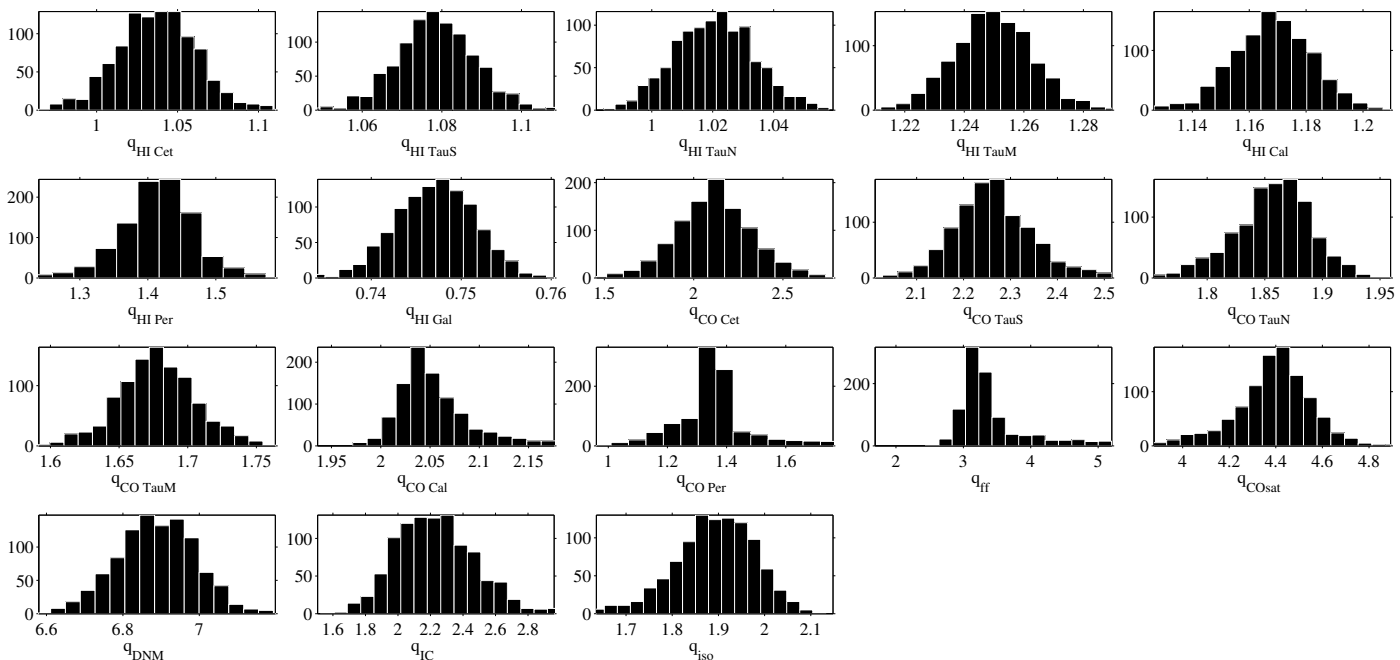 100
50
0
1 1.05 1.1
q_HI Cet
100
50
0
1.06 1.08 1.1
q_HI TauS
100
50
0
1 1.02 1.04
q_HI TauN
100
0
1.22 1.24 1.26 1.28
q_HI TauM
100
0
1.14 1.16 1.18 1.2
q_HI Cal
200
100
0
1.3 1.4 1.5
q_HI Per
100
50
0
0.74 0.75 0.76
q_HI Gal
200
100
0
1.5 2 2.5
q_CO Cet
100
0
2.1 2.2 2.3 2.4 2.5
q_CO TauS
100
0
1.8 1.85 1.9 1.95
q_CO TauN
100
0
1.6 1.65 1.7 1.75
q_CO TauM
200
100
0
1.95 2 2.05 2.1 2.15
q_CO Cal
200
0
1 1.2 1.4 1.6
q_CO Per
200
0
2 3 4 5
q_ff
100
0
4 4.2 4.4 4.6 4.8
q_COsat
100
50
0
6.6 6.8 7
q_DNM
100
50
0
1.6 1.8 2 2.2 2.4 2.6 2.8
q_IC
100
50
0
1.7 1.8 1.9 2 2.1
q_iso